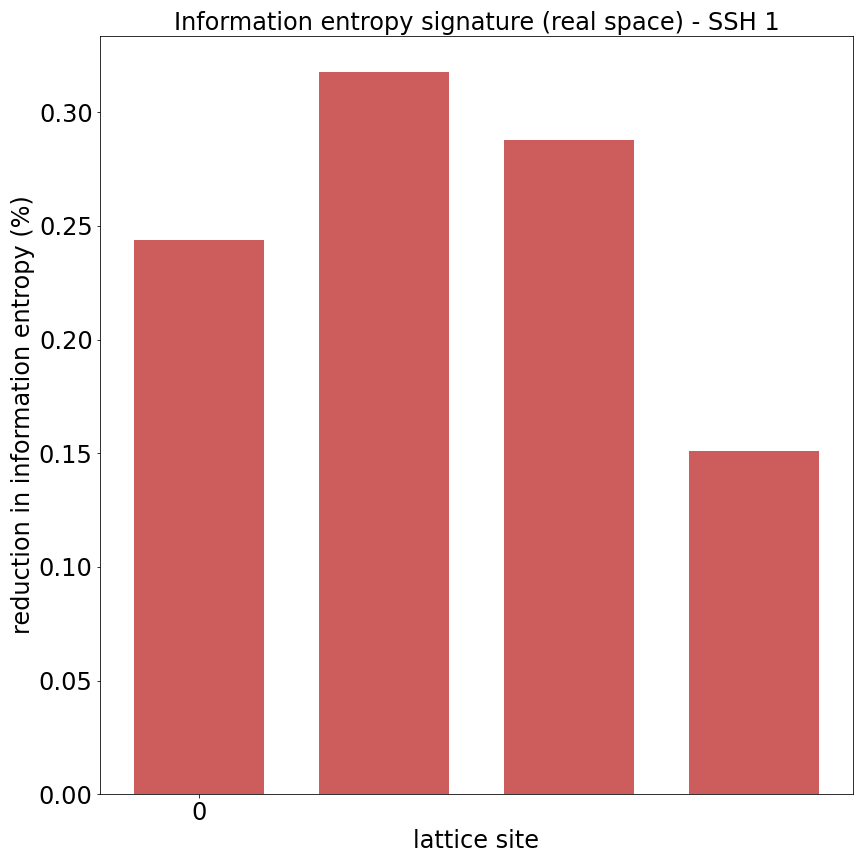 Information entropy signature (real space) - SSH 1
reduction in information entropy (%)
0.30
0.25
0.20
0.15
0.10
0.05
0.00
0
lattice site